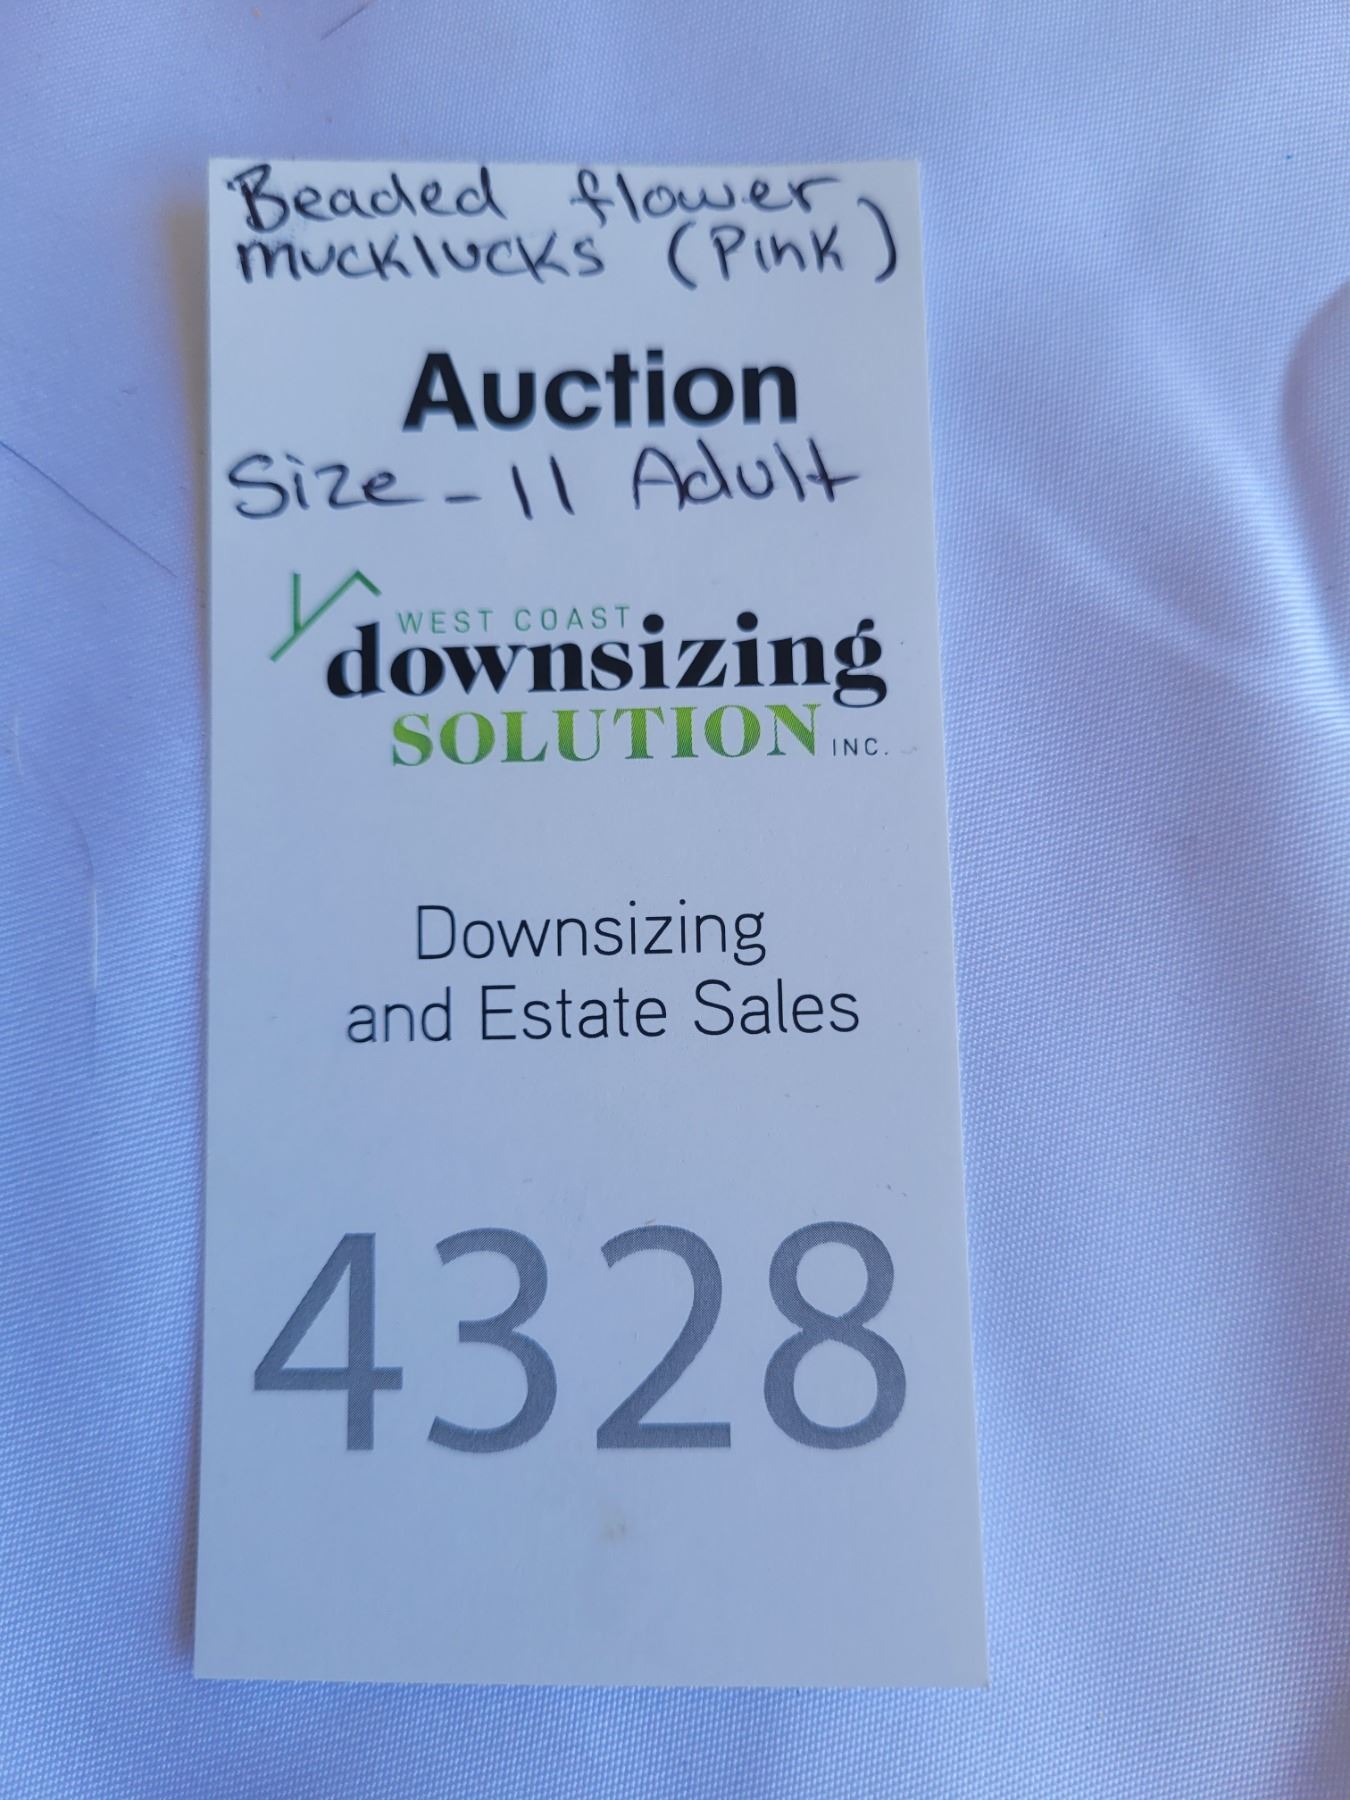 Beaded flower
mucklucks (Pink)
Auction
Size - 11 Adult
WEST COAST
downsizing
SOLUTION INC.
Downsizing
and Estate Sales
4328